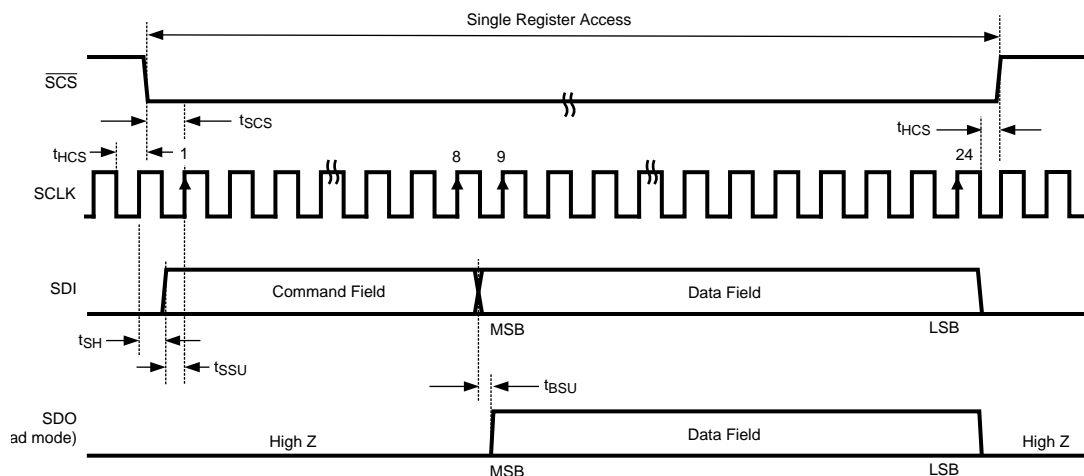 Single Register Access
SCS
tSCS
tHCS
tHCS
1
8
9
24
SCLK
SDI
Command Field
Data Field
MSB
LSB
tSH
tSSU
tBSU
SDO
ad mode)
High Z
Data Field
High Z
MSB
LSB